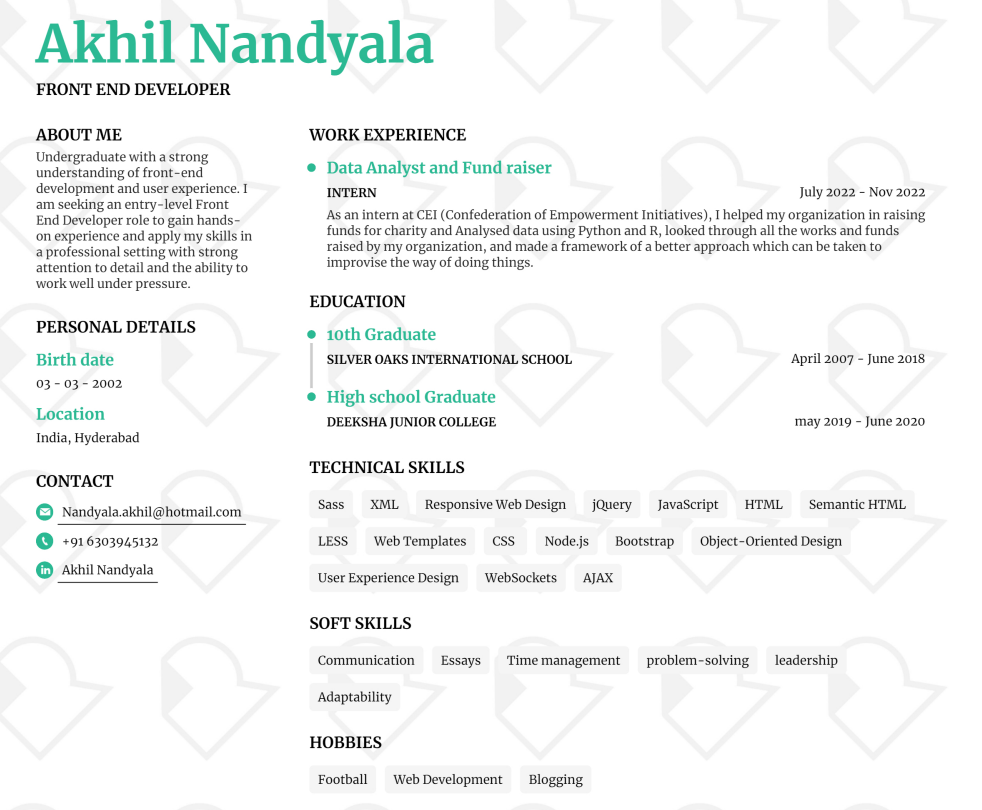 Akhil Nandyala
FRONT END DEVELOPER
ABOUT ME
Undergraduate with a strong
understanding of front-end
development and user experience. I
am seeking an entry-level Front
End Developer role to gain hands-
on experience and apply my skills in
a professional setting with strong
attention to detail and the ability to
work well under pressure.
PERSONAL DETAILS
Birth date
03 - 03 - 2002
Location
India, Hyderabad
CONTACT
Nandyala.akhil@hotmail.com
+91 6303945132
Akhil Nandyala
WORK EXPERIENCE
Data Analyst and Fund raiser
INTERN July 2022 - Nov 2022
As an intern at CEI (Confederation of Empowerment Initiatives), I helped my organization in raising
funds for charity and Analysed data using Python and R, looked through all the works and funds
raised by my organization, and made a framework of a better approach which can be taken to
improvise the way of doing things.
EDUCATION
10th Graduate
SILVER OAKS INTERNATIONAL SCHOOL April 2007 - June 2018
High school Graduate
DEEKSHA JUNIOR COLLEGE may 2019 - June 2020
TECHNICAL SKILLS
Sass XML Responsive Web Design jQuery JavaScript HTML Semantic HTML
LESS Web Templates CSS Node.js Bootstrap Object-Oriented Design
User Experience Design WebSockets AJAX
SOFT SKILLS
Communication Essays Time management problem-solving leadership
Adaptability
HOBBIES
Football Web Development Blogging